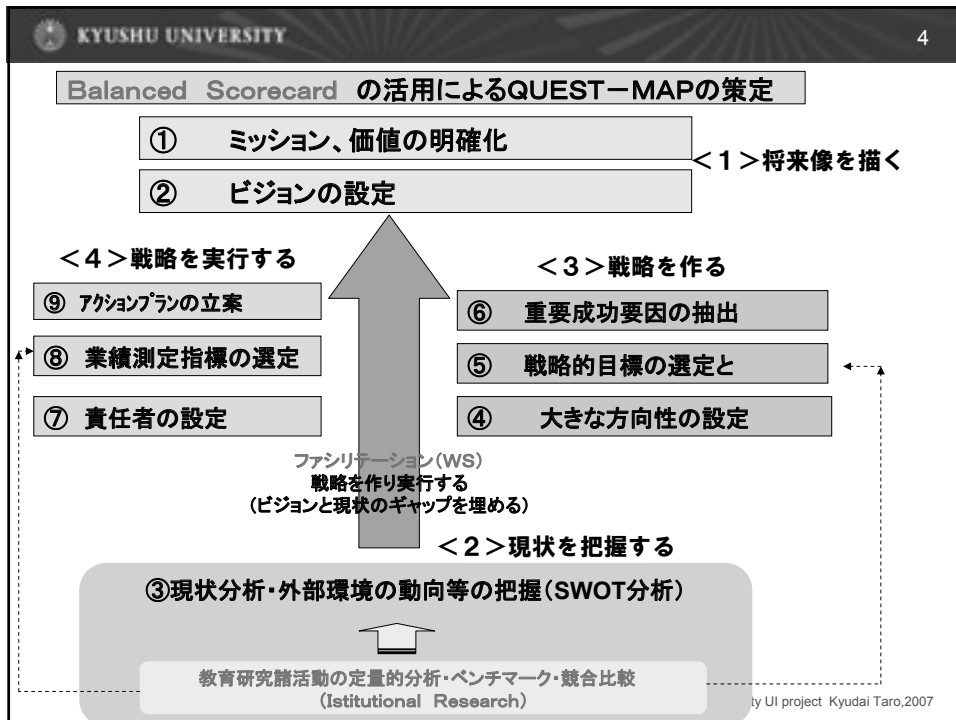 KYUSHU UNIVERSITY
4
Balanced Scorecard の活用によるQUEST－MAPの策定
① ミッション、価値の明確化
② ビジョンの設定
＜１＞将来像を描く
＜４＞戦略を実行する
⑨ ｱｸｼｮﾝﾌﾟﾗﾝの立案
⑧ 業績測定指標の選定
⑦ 責任者の設定
＜３＞戦略を作る
⑥ 重要成功要因の抽出
⑤ 戦略的目標の選定と
④ 大きな方向性の設定
ファシリテーション（WS）
戦略を作り実行する
（ビジョンと現状のギャップを埋める）
＜２＞現状を把握する
③現状分析・外部環境の動向等の把握（SWOT分析）
教育研究諸活動の定量的分析・ベンチマーク・競合比較
（Istitutional Research）
ty UI project Kyudai Taro,2007